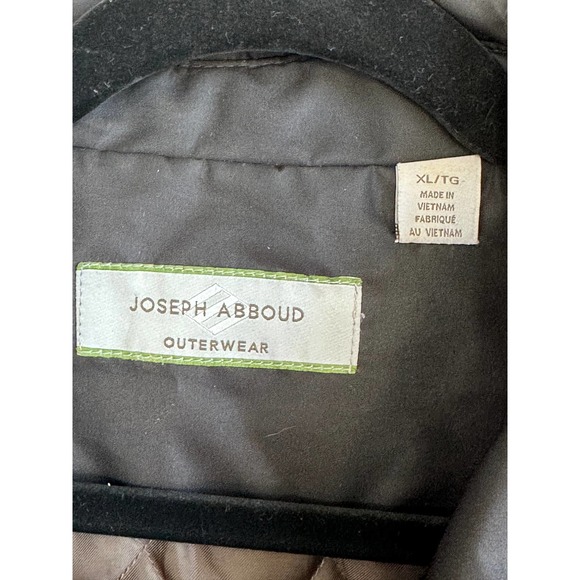 XL/TG
MADE IN
VIETNAM
FABRIQUÉ
AU VIETNAM
JOSEPH ABBOUD
OUTERWEAR